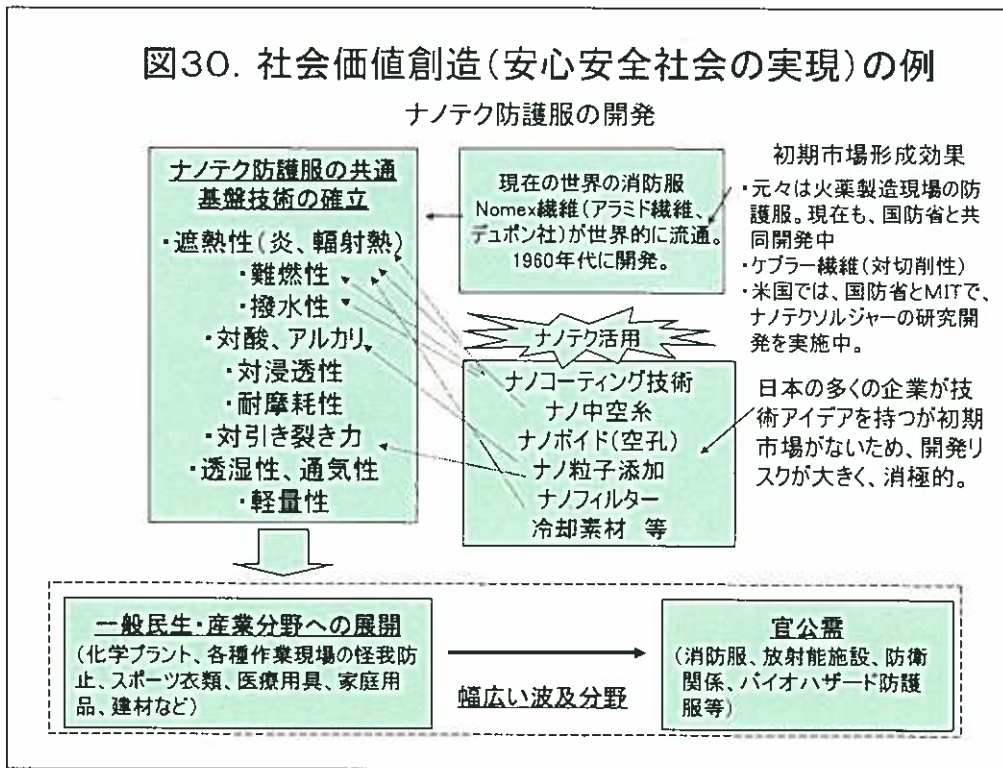 図30. 社会価値創造(安心安全社会の実現)の例
ナノテク防護服の開発
ナノテク防護服の共通
基盤技術の確立
・遮熱性(炎、輻射熱)
・難燃性
・撥水性
・対酸、アルカリ
・対浸透性
・耐摩耗性
・対引き裂き力
・透湿性、通気性
・軽量性
現在の世界の消防服
Nomex繊維(アラミド繊維、
デュポン社)が世界的に流通。
1960年代に開発。
ナノテク活用
ナノコーティング技術
ナノ中空糸
ナノボイド(空孔)
ナノ粒子添加
ナノフィルター
冷却素材 等
初期市場形成効果
・元々は火薬製造現場の防
護服。現在も、国防省と共
同開発中
・ケブラー繊維(対切削性)
・米国では、国防省とMITで、
ナノテクソルジャーの研究開
発を実施中。
日本の多くの企業が技
術アイデアを持つが初期
市場がないため、開発リ
スクが大きく、消極的。
一般民生・産業分野への展開
(化学プラント、各種作業現場の怪我防
止、スポーツ衣類、医療用具、家庭用
品、建材など)
幅広い波及分野
官公需
(消防服、放射能施設、防衛
関係、バイオハザード防護
服等)